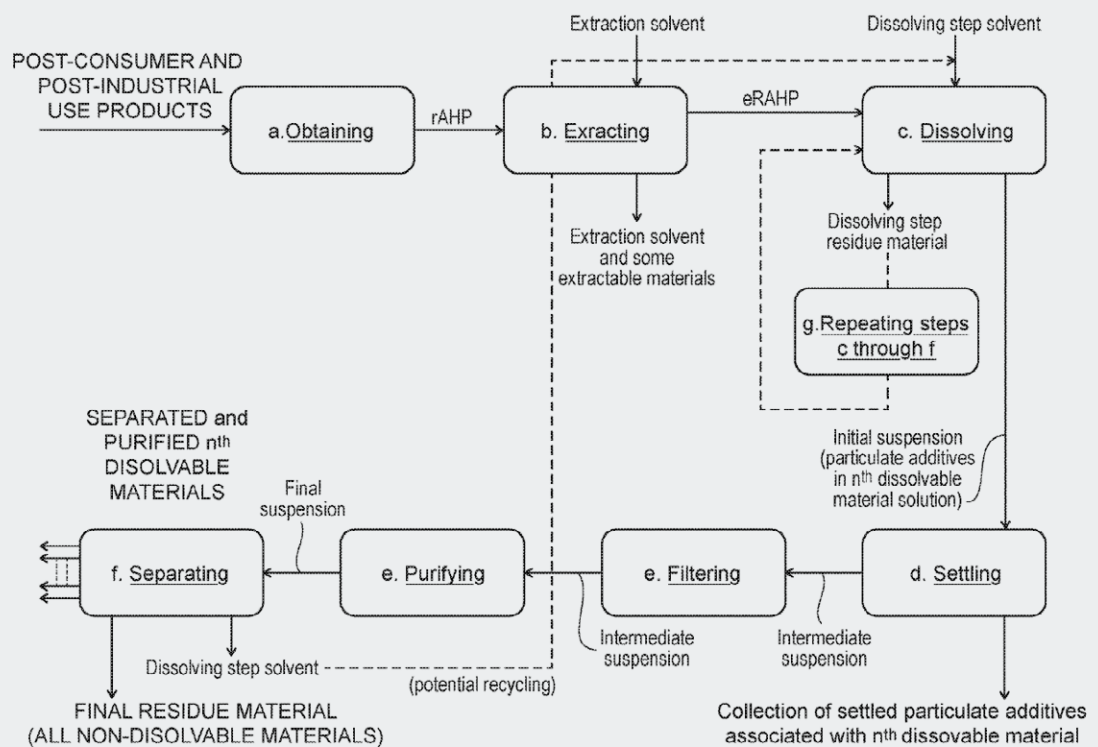 Extraction solvent
Dissolving step solvent
POST-CONSUMER AND
POST-INDUSTRIAL
USE PRODUCTS
a.Obtaining
rAHP
b. Exracting
eRAHP
c. Dissolving
Extraction solvent
and some
extractable materials
Dissolving step
residue material
g.Repeating steps
c through f
Initial suspension
(particulate additives
in nth dissolvable
material solution)
SEPARATED and
PURIFIED nth
DISOLVABLE
MATERIALS
Final
suspension
f. Separating
e. Purifying
e. Filtering
d. Settling
Intermediate
suspension
Intermediate
suspension
Dissolving step solvent
(potential recycling)
FINAL RESIDUE MATERIAL
(ALL NON-DISOLVABLE MATERIALS)
Collection of settled particulate additives
associated with nth dissovable material